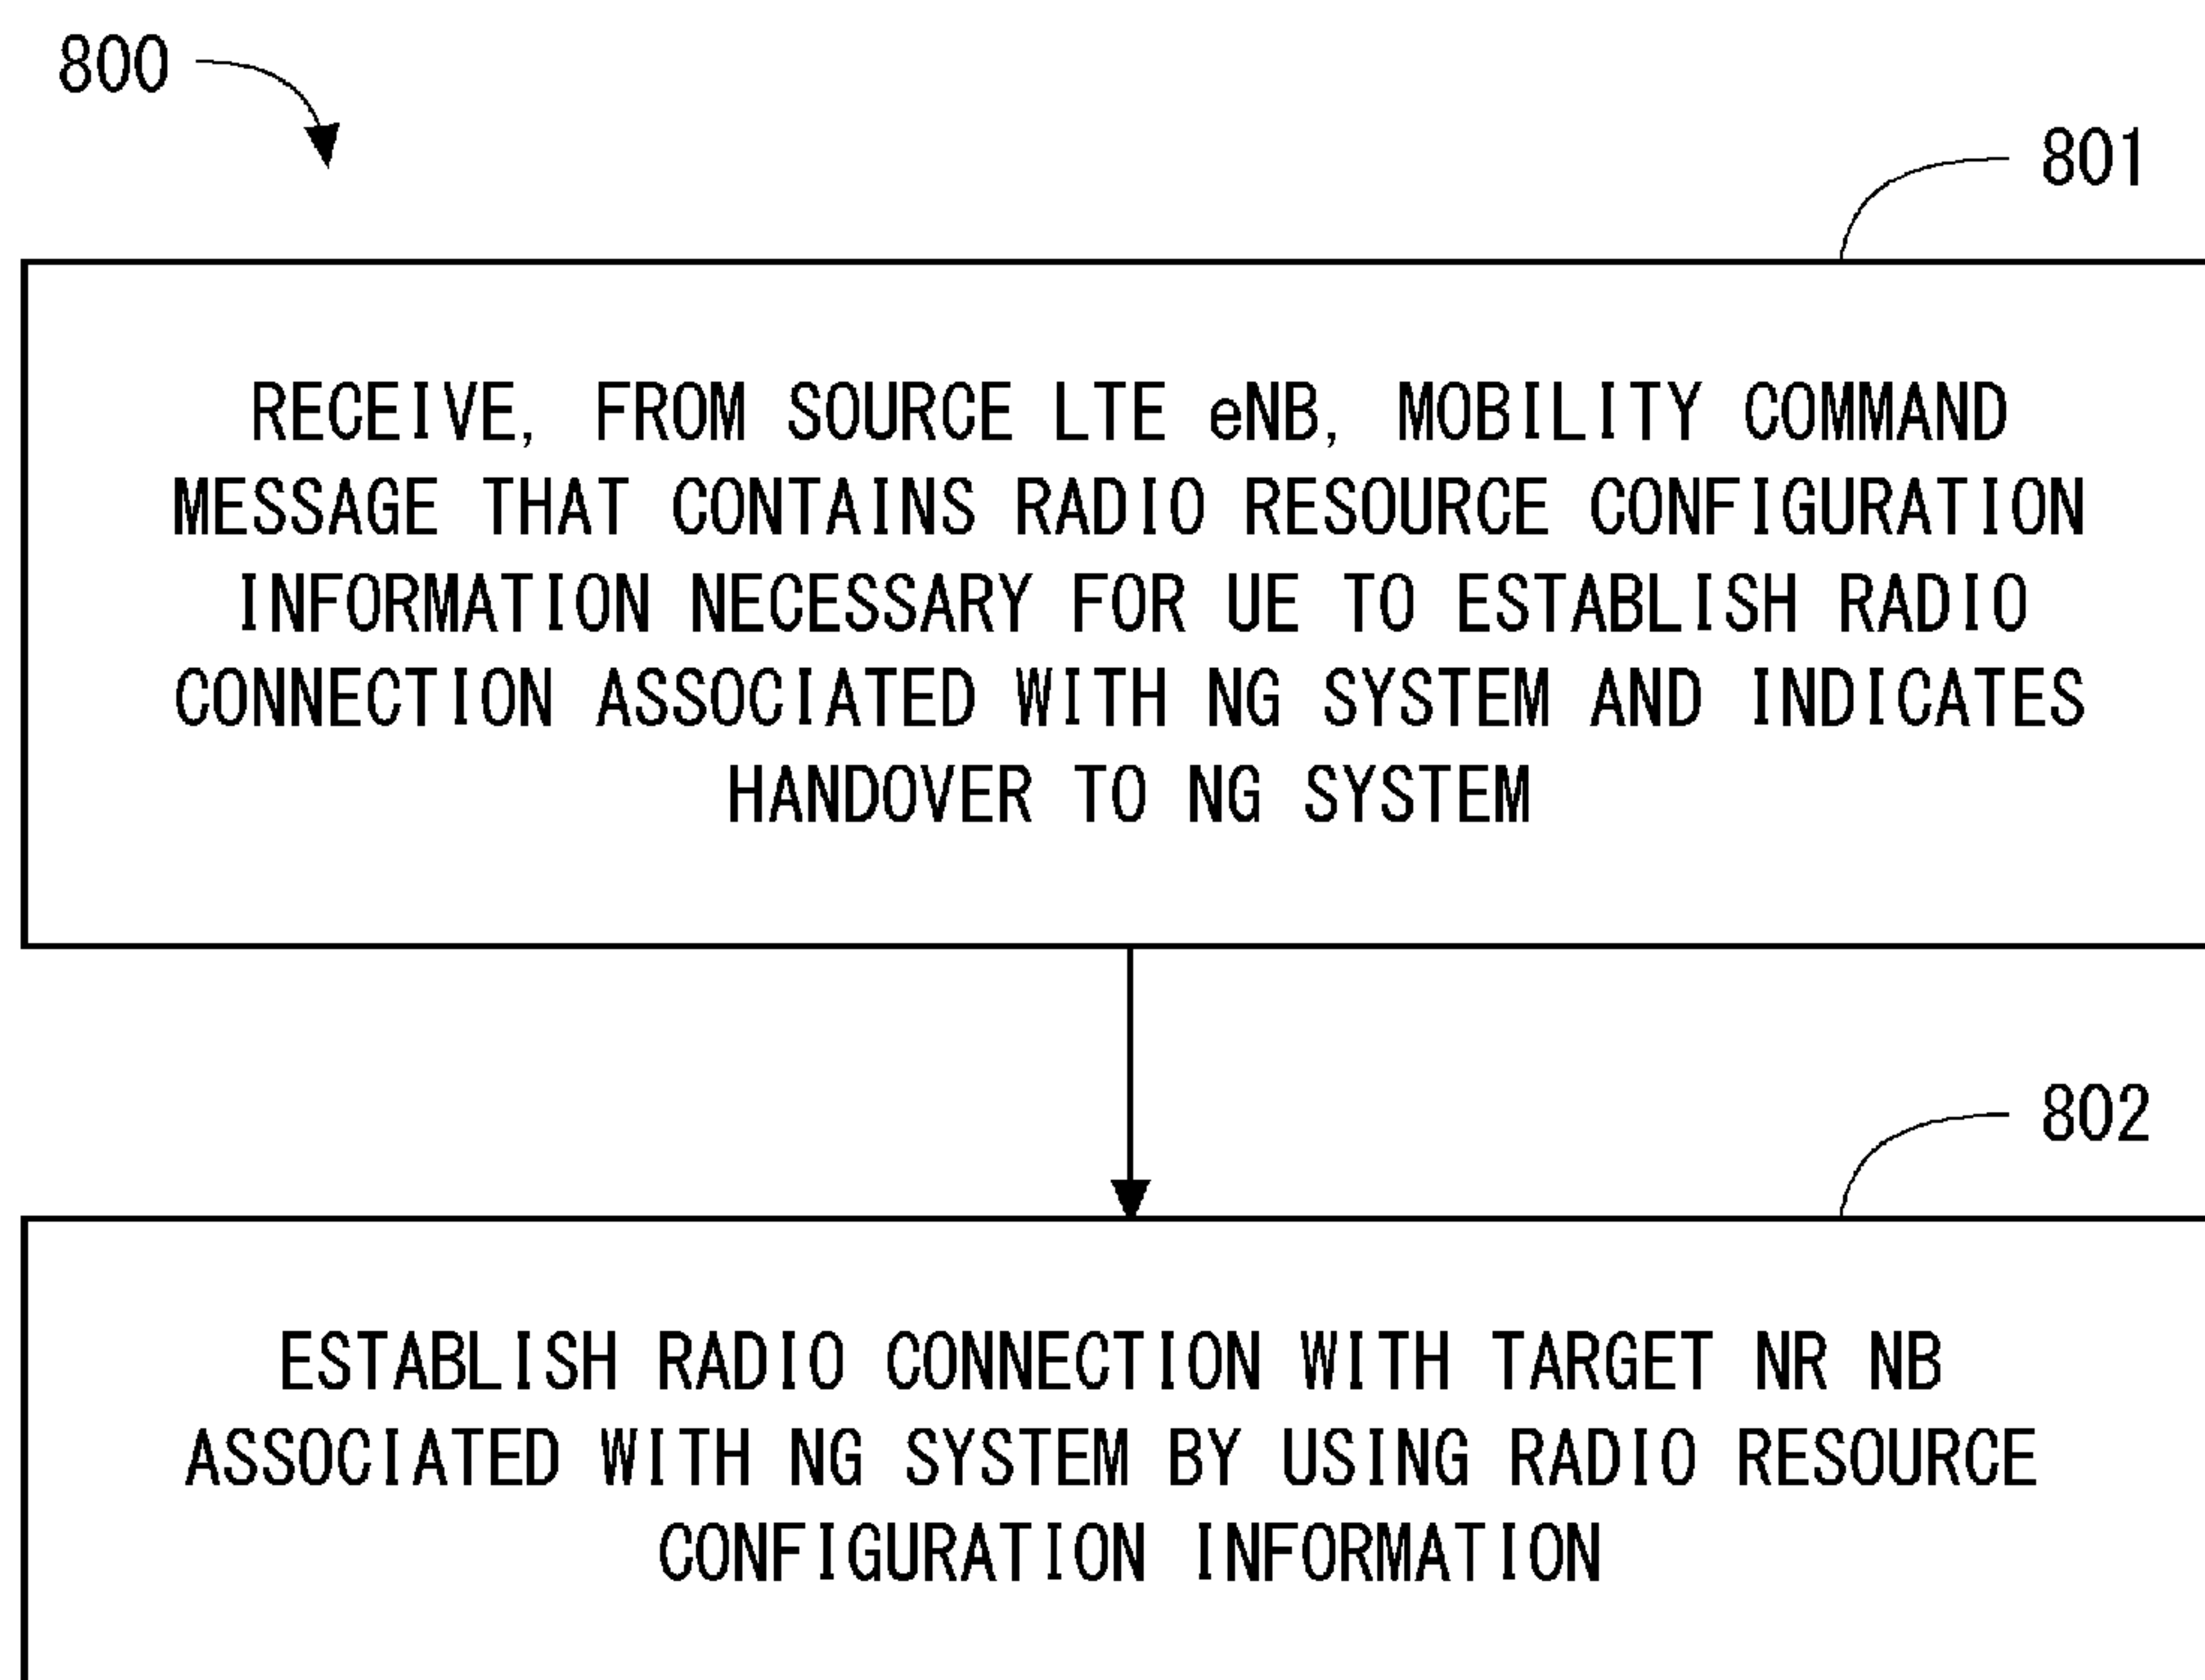 800
801
RECEIVE, FROM SOURCE LTE eNB, MOBILITY COMMAND
MESSAGE THAT CONTAINS RADIO RESOURCE CONFIGURATION
INFORMATION NECESSARY FOR UE TO ESTABLISH RADIO
CONNECTION ASSOCIATED WITH NG SYSTEM AND INDICATES
HANDOVER TO NG SYSTEM
802
ESTABLISH RADIO CONNECTION WITH TARGET NR NB
ASSOCIATED WITH NG SYSTEM BY USING RADIO RESOURCE
CONFIGURATION INFORMATION